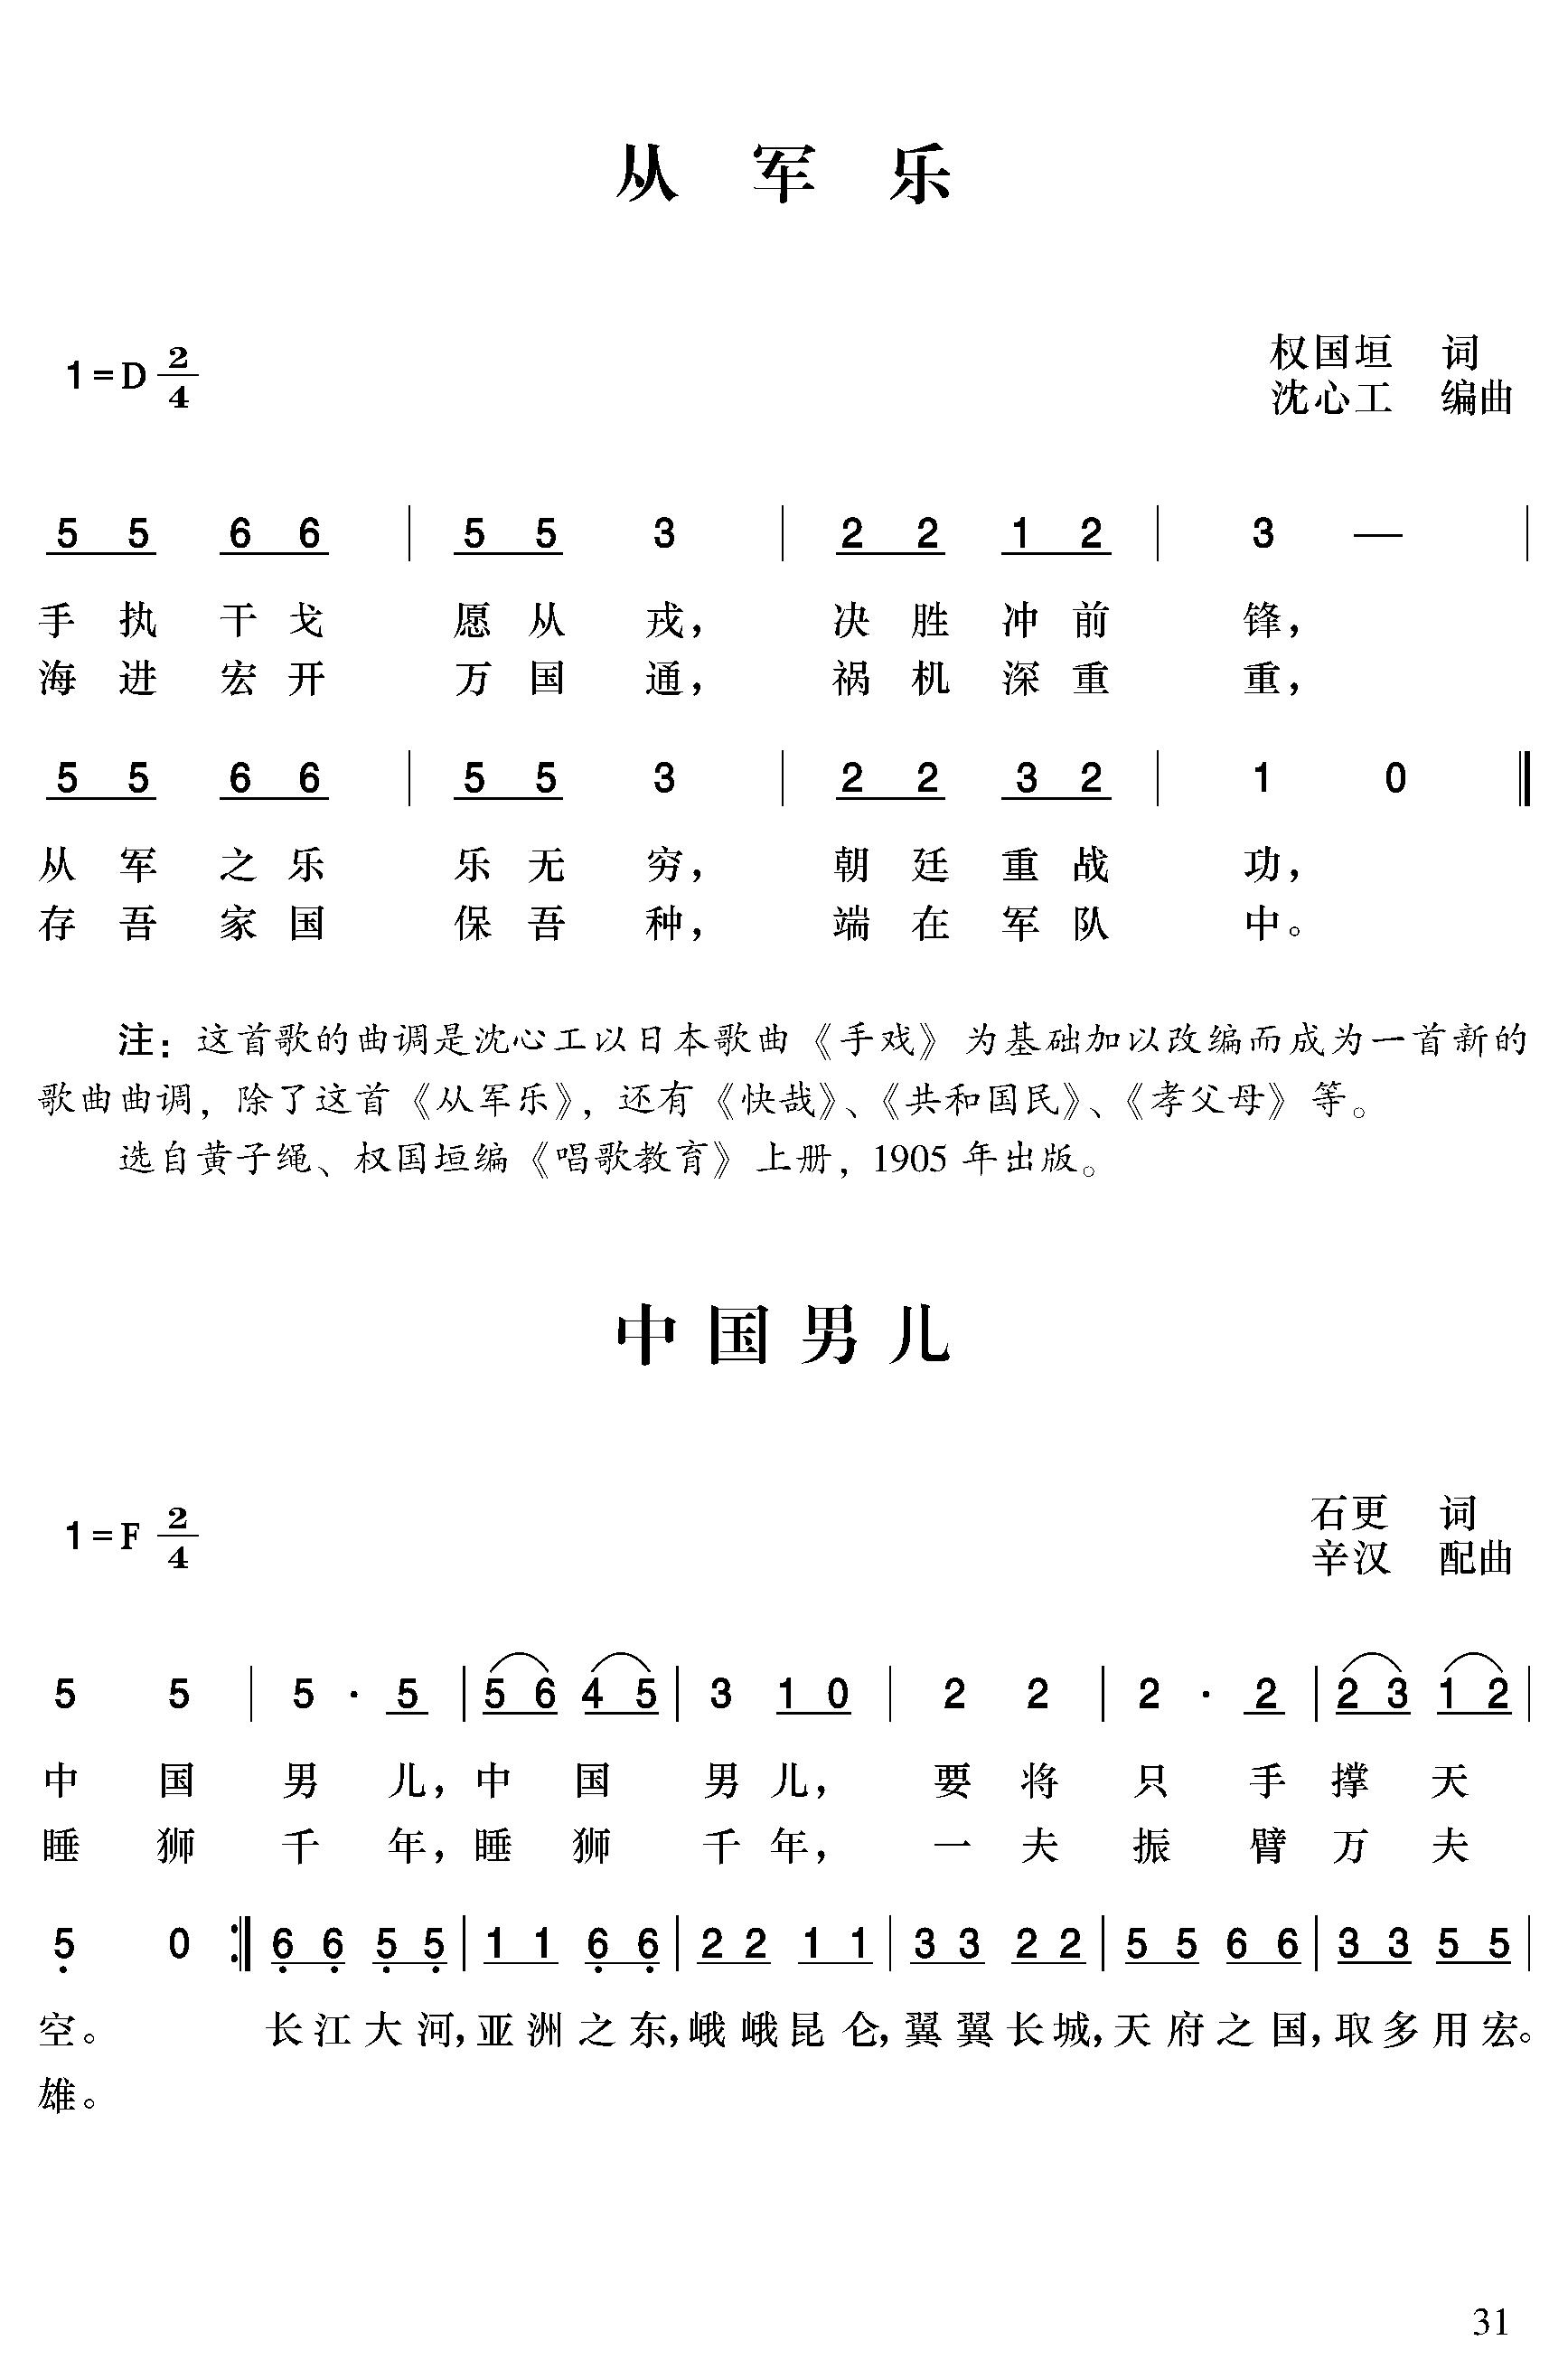 从军乐
1=D 2/4
权国垣 词
沈心工 编曲
5 5 6 6 | 5 5 3 | 2 2 1 2 | 3 — |
手执干戈 愿从戎， 决胜冲前 锋，
海进宏开 万国通， 祸机深重 重，
5 5 6 6 | 5 5 3 | 2 2 3 2 | 1 0 ‖
从军之乐 乐无穷， 朝廷重战 功，
存吾家国 保吾种， 端在军队 中。
注：这首歌的曲调是沈心工以日本歌曲《手戏》为基础加以改编而成为一首新的
歌曲曲调，除了这首《从军乐》，还有《快哉》、《共和国民》、《孝父母》等。
选自黄子绳、权国垣编《唱歌教育》上册，1905 年出版。
中国男儿
1=F 2/4
石更 词
辛汉 配曲
5 5 | 5 · 5 | 5 6 4 5 | 3 1 0 | 2 2 | 2 · 2 | 2 3 1 2 |
中国男儿，中国男儿，要将只手撑天
睡狮千年，睡狮千年，一夫振臂万夫
5 0 :‖ 6 6 5 5 | 1 1 6 6 | 2 2 1 1 | 3 3 2 2 | 5 5 6 6 | 3 3 5 5 |
空。 长江大河，亚洲之东，峨峨昆仑，翼翼长城，天府之国，取多用宏。
雄。
31